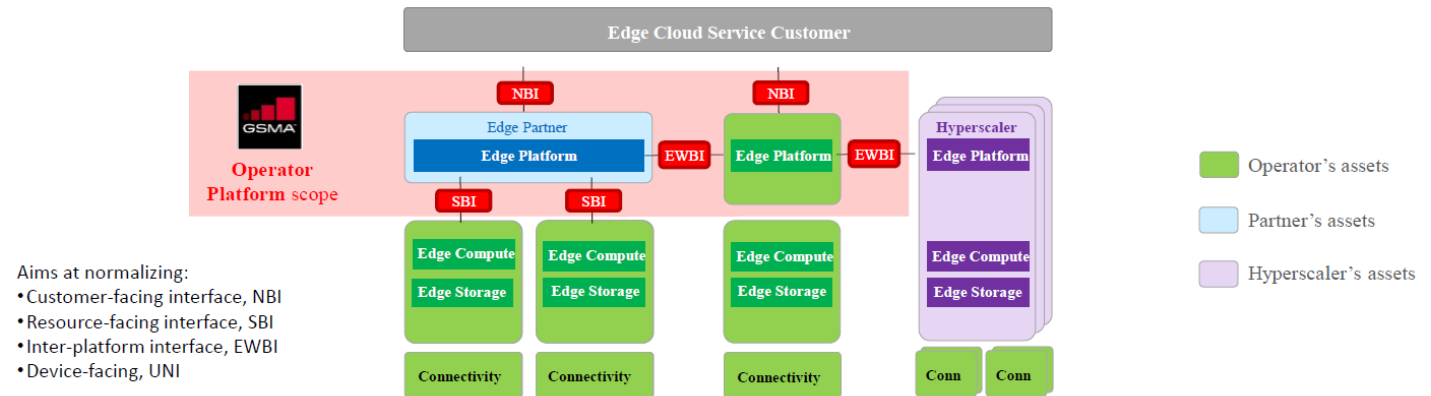 Edge Cloud Service Customer
NBI
NBI
GSMA
Operator
Platform scope
Edge Partner
Edge Platform
EWBI
Edge Platform
EWBI
Hyperscaler
Edge Platform
SBI
SBI
Edge Compute
Edge Storage
Edge Compute
Edge Storage
Edge Compute
Edge Storage
Edge Compute
Edge Storage
Connectivity
Connectivity
Connectivity
Conn
Conn
Operator's assets
Partner's assets
Hyperscaler's assets
Aims at normalizing:
•Customer-facing interface, NBI
•Resource-facing interface, SBI
•Inter-platform interface, EWBI
•Device-facing, UNI